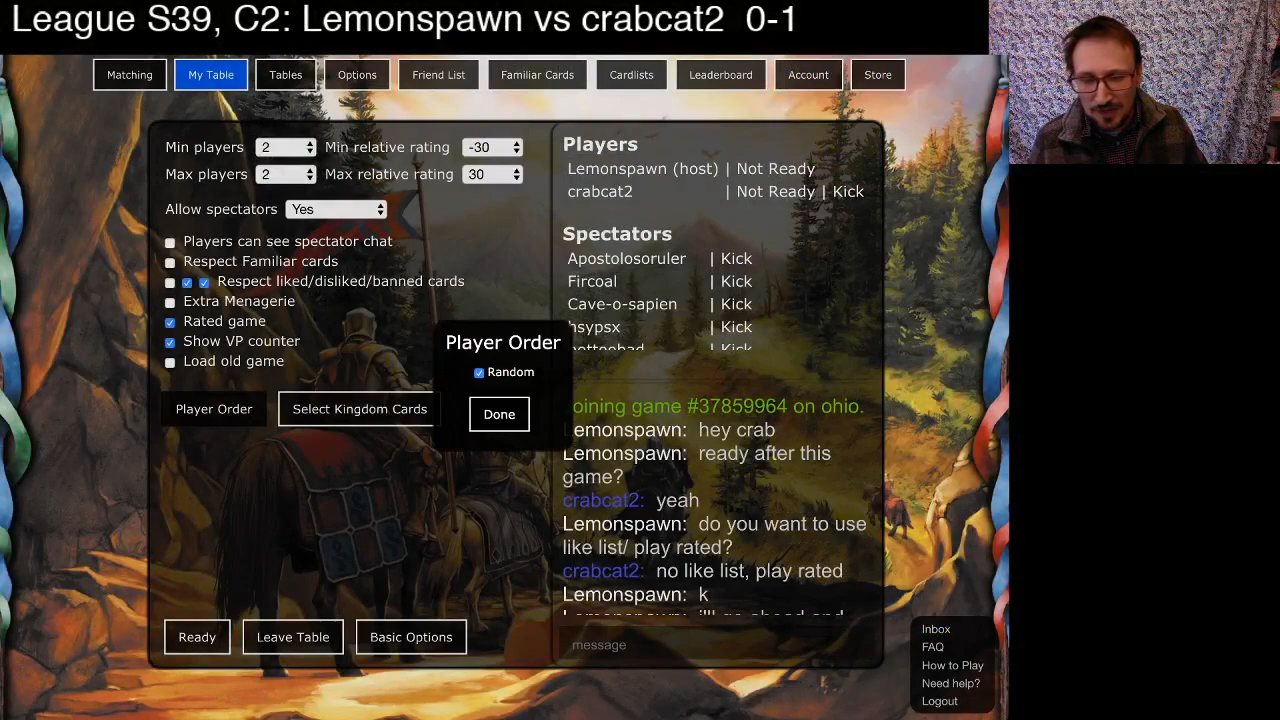 League S39, C2: Lemonspawn vs crabcat2 0-1
Matching
My Table
Tables
Options
Friend List
Familiar Cards
Cardlists
Leaderboard
Account
Store
Min players 2 Min relative rating -30
Max players 2 Max relative rating 30
Allow spectators Yes
Players can see spectator chat
Respect Familiar cards
Respect liked/disliked/banned cards
Extra Menagerie
Rated game
Show VP counter
Load old game
Player Order
Select Kingdom Cards
Player Order
Random
Done
Ready
Leave Table
Basic Options
Players
Lemonspawn (host) | Not Ready
crabcat2 | Not Ready | Kick
Spectators
Apostolosoruler | Kick
Fircoal | Kick
Cave-o-sapien | Kick
hsypsx | Kick
| Kick
oining game #37859964 on ohio.
Lemonspawn: hey crab
Lemonspawn: ready after this
game?
crabcat2: yeah
Lemonspawn: do you want to use
like list/ play rated?
crabcat2: no like list, play rated
Lemonspawn: k
Lemonspawn: i'll go ahead and
message
Inbox
FAQ
How to Play
Need help?
Logout